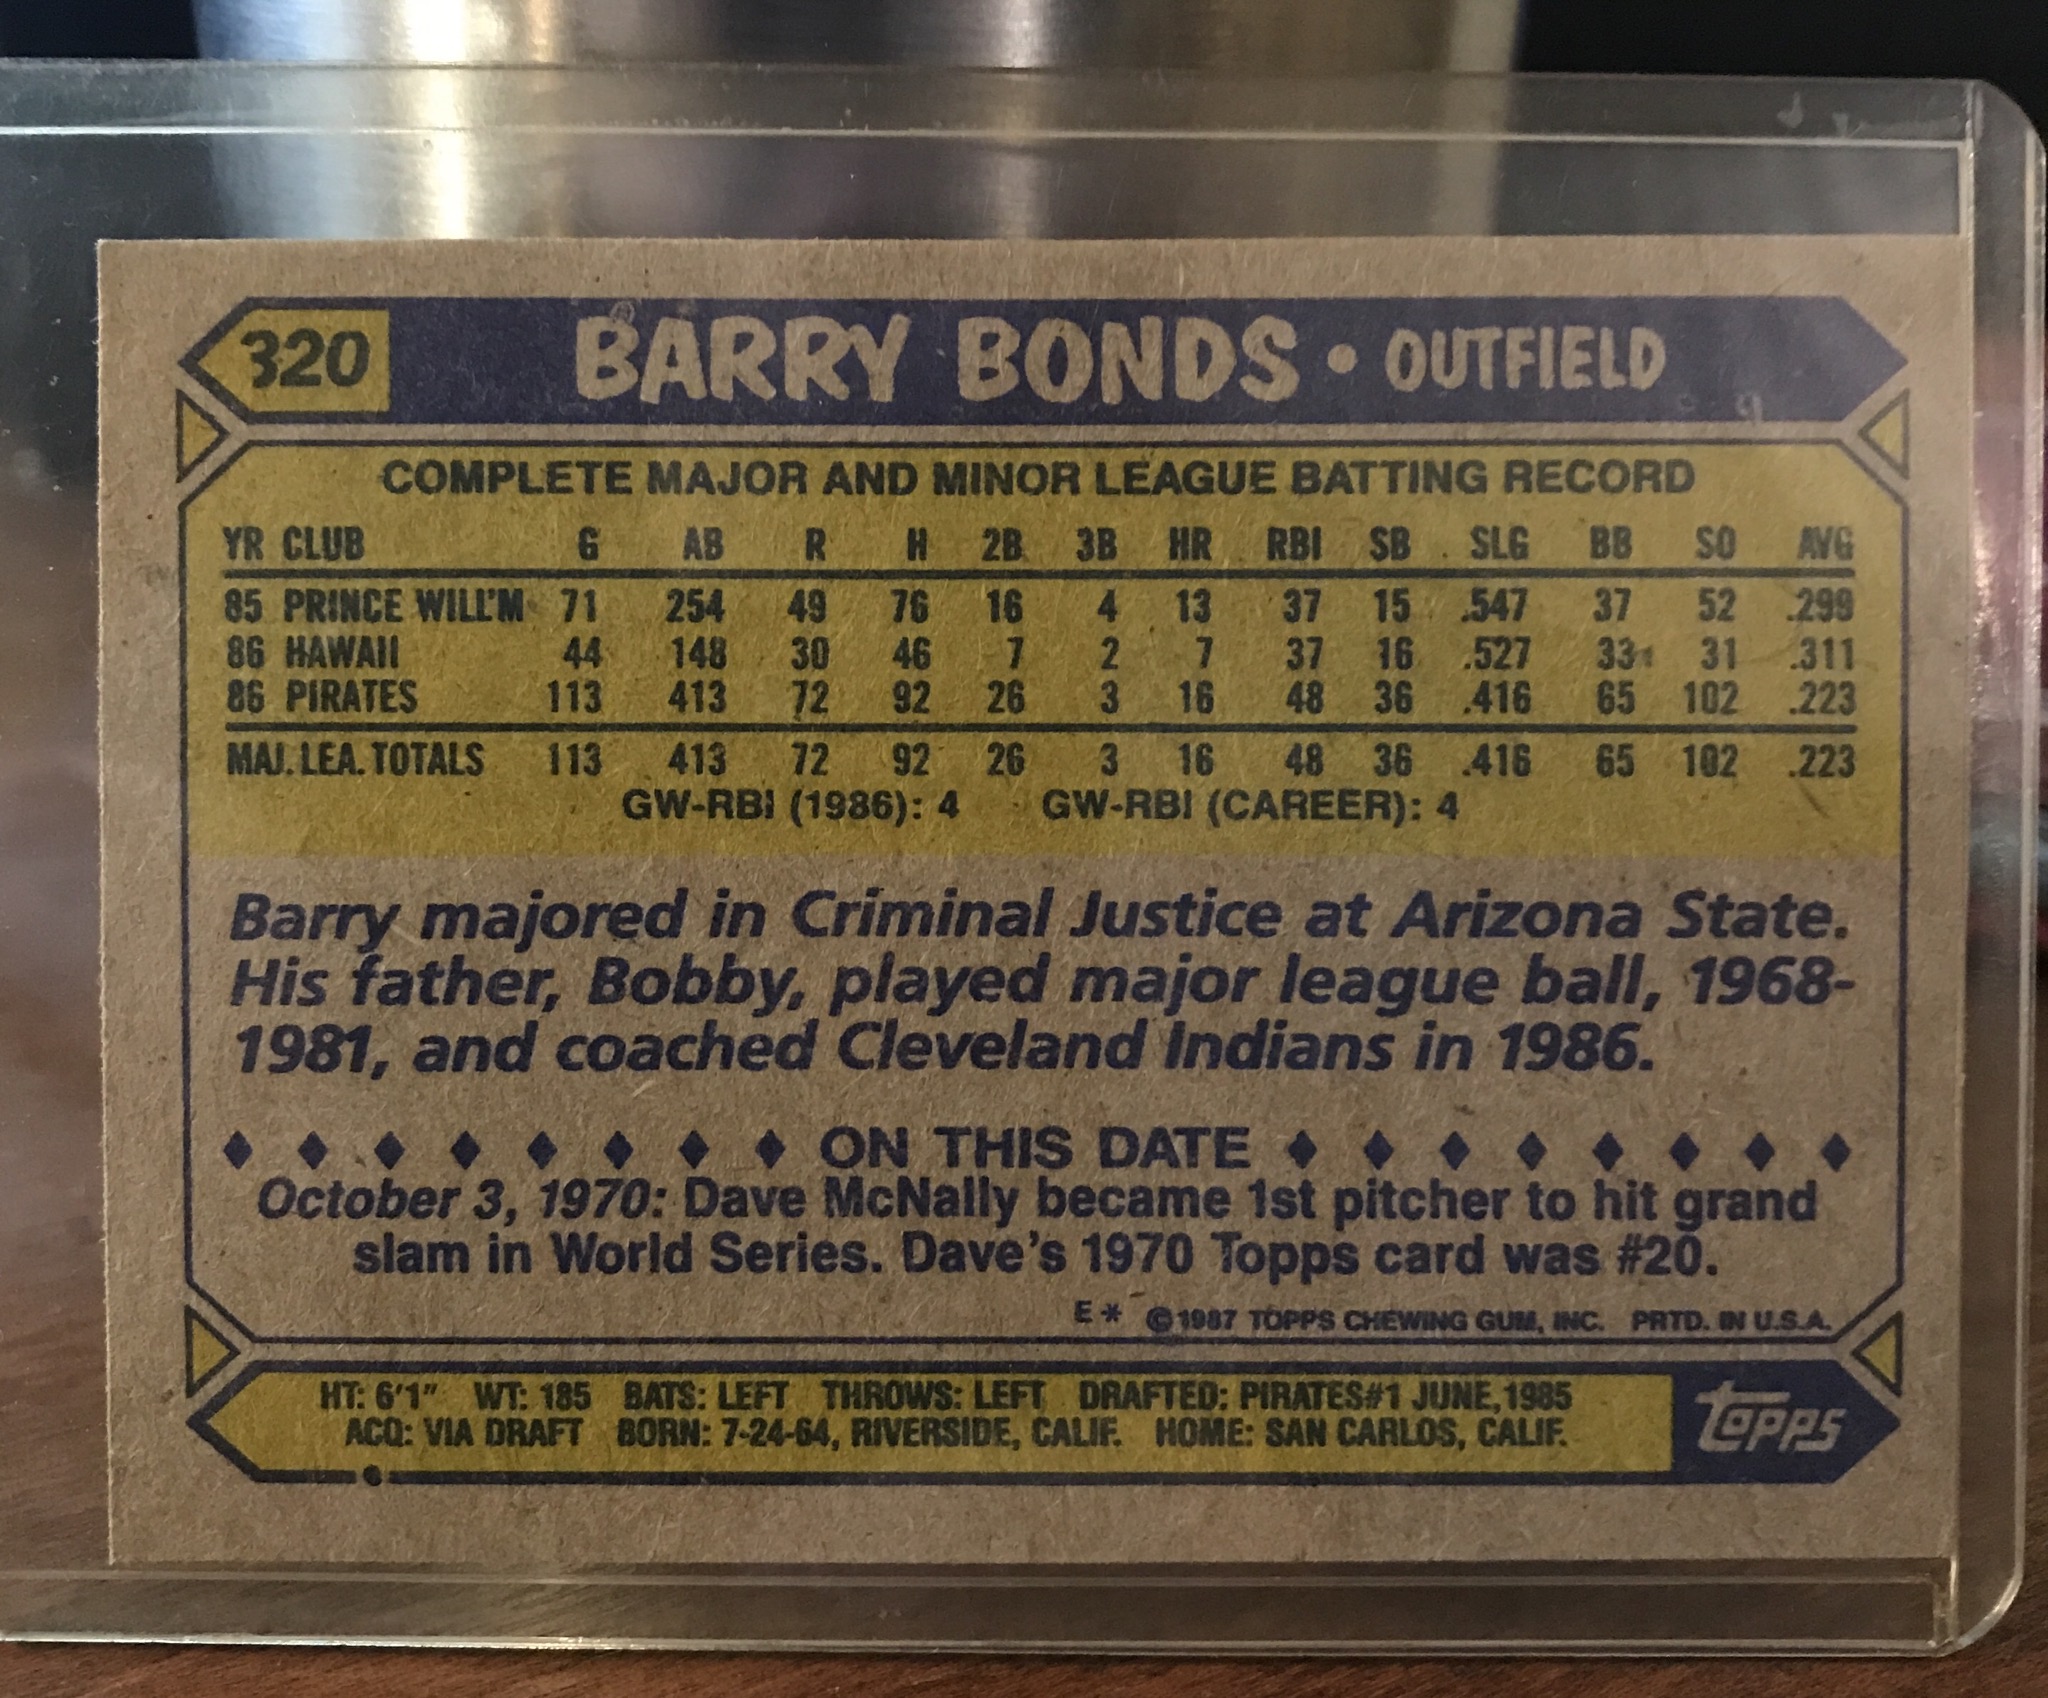 320 BARRY BONDS • OUTFIELD
COMPLETE MAJOR AND MINOR LEAGUE BATTING RECORD
YR CLUB G AB R H 2B 3B HR RBI SB SLG BB SO AVG
85 PRINCE WILL'M 71 254 49 76 16 4 13 37 15 .547 37 52 .299
86 HAWAII 44 148 30 46 7 2 7 37 16 .527 33 31 .311
86 PIRATES 113 413 72 92 26 3 16 48 36 .416 65 102 .223
MAJ. LEA. TOTALS 113 413 72 92 26 3 16 48 36 .416 65 102 .223
GW-RBI (1986): 4 GW-RBI (CAREER): 4
Barry majored in Criminal Justice at Arizona State.
His father, Bobby, played major league ball, 1968-
1981, and coached Cleveland Indians in 1986.
♦ ♦ ♦ ♦ ♦ ♦ ♦ ♦ ON THIS DATE ♦ ♦ ♦ ♦ ♦ ♦ ♦ ♦
October 3, 1970: Dave McNally became 1st pitcher to hit grand
slam in World Series. Dave's 1970 Topps card was #20.
E* ©1987 TOPPS CHEWING GUM, INC. PRTD. IN U.S.A.
HT: 6'1" WT: 185 BATS: LEFT THROWS: LEFT DRAFTED: PIRATES#1 JUNE, 1985
ACQ: VIA DRAFT BORN: 7-24-64, RIVERSIDE, CALIF. HOME: SAN CARLOS, CALIF.
TOPPS